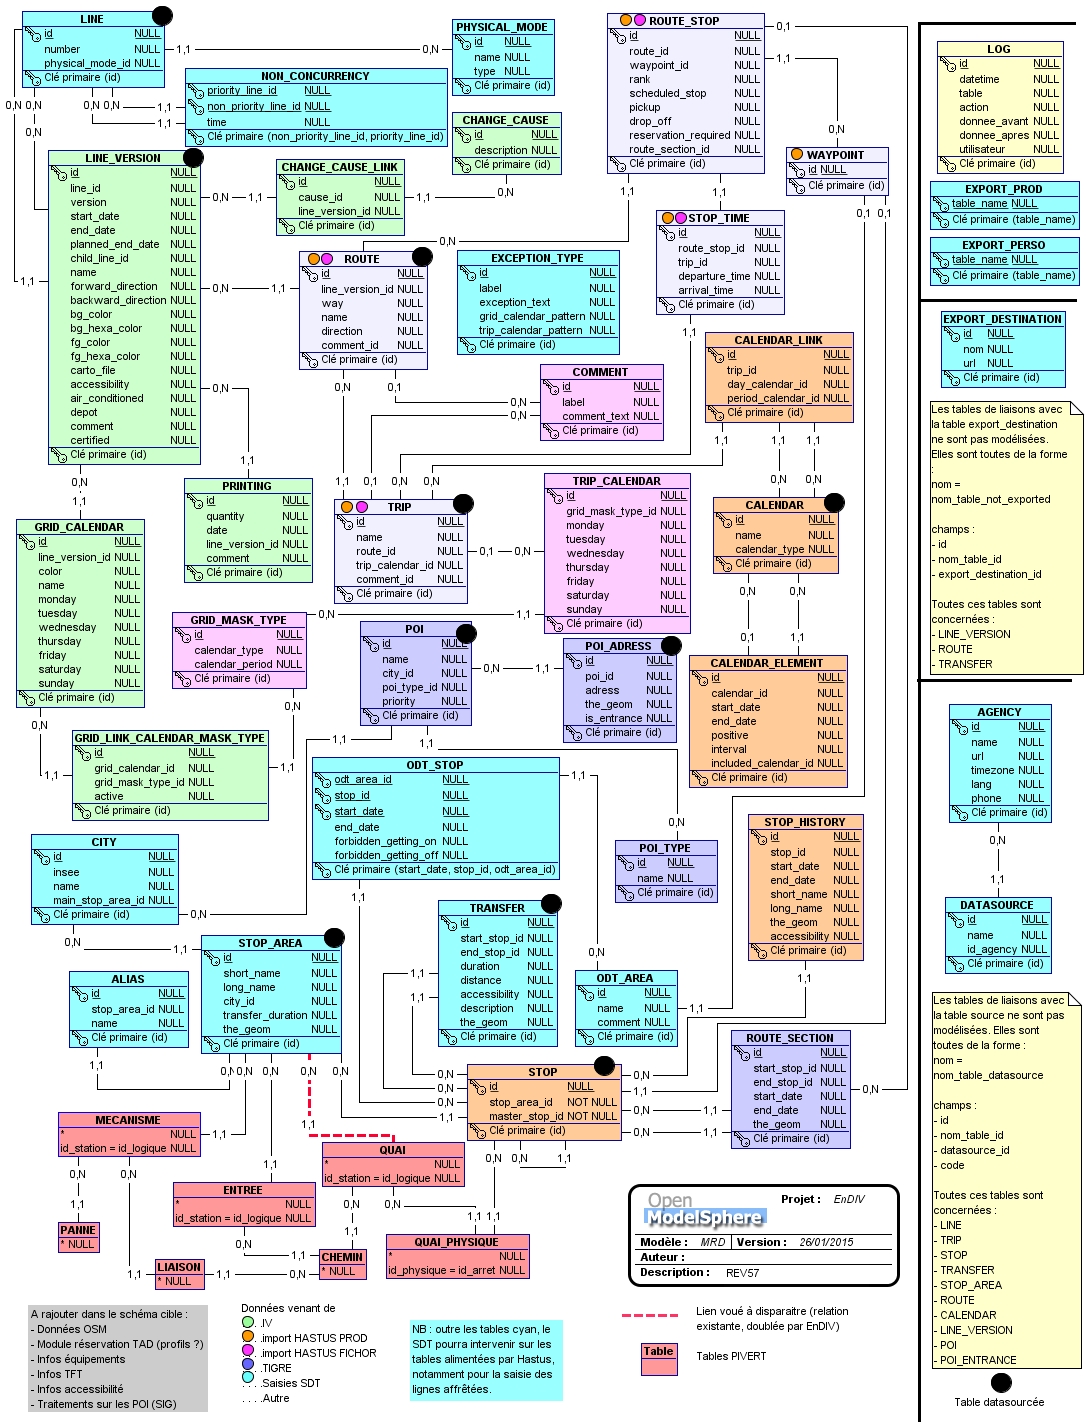 LINE
id NULL
number NULL
physical_mode_id NULL
Clé primaire (id)
1,1
0,N
PHYSICAL_MODE
id NULL
name NULL
type NULL
Clé primaire (id)
NON_CONCURRENCY
priority_line_id NULL
non_priority_line_id NULL
time NULL
Clé primaire (non_priority_line_id, priority_line_id)
0,N 0,N
0,N 0,N
1,1
1,1
0,N
CHANGE_CAUSE
id NULL
description NULL
Clé primaire (id)
0,N
ROUTE_STOP
id NULL
route_id NULL
waypoint_id NULL
rank NULL
scheduled_stop NULL
pickup NULL
drop_off NULL
reservation_required NULL
route_section_id NULL
Clé primaire (id)
0,1
1,1
0,N
1,1
1,1
WAYPOINT
id NULL
Clé primaire (id)
0,1 0,1
LINE_VERSION
id NULL
line_id NULL
version NULL
start_date NULL
end_date NULL
planned_end_date NULL
child_line_id NULL
name NULL
forward_direction NULL
backward_direction NULL
bg_color NULL
bg_hexa_color NULL
fg_color NULL
fg_hexa_color NULL
carto_file NULL
accessibility NULL
air_conditioned NULL
depot NULL
comment NULL
certified NULL
Clé primaire (id)
1,1
0,N
1,1
0,N
1,1
0,N
1,1
0,N
1,1
CHANGE_CAUSE_LINK
id NULL
cause_id NULL
line_version_id NULL
Clé primaire (id)
1,1
ROUTE
id NULL
line_version_id NULL
way NULL
name NULL
direction NULL
comment_id NULL
Clé primaire (id)
0,N
0,N
0,1
EXCEPTION_TYPE
id NULL
label NULL
exception_text NULL
grid_calendar_pattern NULL
trip_calendar_pattern NULL
Clé primaire (id)
STOP_TIME
id NULL
route_stop_id NULL
trip_id NULL
departure_time NULL
arrival_time NULL
Clé primaire (id)
1,1
CALENDAR_LINK
id NULL
trip_id NULL
day_calendar_id NULL
period_calendar_id NULL
Clé primaire (id)
1,1
1,1
1,1
0,N
0,N
COMMENT
id NULL
label NULL
comment_text NULL
Clé primaire (id)
0,N
0,N
PRINTING
id NULL
quantity NULL
date NULL
line_version_id NULL
comment NULL
Clé primaire (id)
1,1
0,1
0,N
0,N
TRIP
id NULL
name NULL
route_id NULL
trip_calendar_id NULL
comment_id NULL
Clé primaire (id)
0,1
0,N
TRIP_CALENDAR
id NULL
grid_mask_type_id NULL
monday NULL
tuesday NULL
wednesday NULL
thursday NULL
friday NULL
saturday NULL
sunday NULL
Clé primaire (id)
CALENDAR
id NULL
name NULL
calendar_type NULL
Clé primaire (id)
0,N
0,N
0,1
1,1
GRID_CALENDAR
id NULL
line_version_id NULL
color NULL
name NULL
monday NULL
tuesday NULL
wednesday NULL
thursday NULL
friday NULL
saturday NULL
sunday NULL
Clé primaire (id)
0,N
1,1
GRID_MASK_TYPE
id NULL
calendar_type NULL
calendar_period NULL
Clé primaire (id)
0,N
1,1
0,N
1,1
POI
id NULL
name NULL
city_id NULL
poi_type_id NULL
priority NULL
Clé primaire (id)
0,N
1,1
1,1
1,1
POI_ADRESS
id NULL
poi_id NULL
adress NULL
the_geom NULL
is_entrance NULL
Clé primaire (id)
CALENDAR_ELEMENT
id NULL
calendar_id NULL
start_date NULL
end_date NULL
positive NULL
interval NULL
included_calendar_id NULL
Clé primaire (id)
GRID_LINK_CALENDAR_MASK_TYPE
id NULL
grid_calendar_id NULL
grid_mask_type_id NULL
active NULL
Clé primaire (id)
ODT_STOP
odt_area_id NULL
stop_id NULL
start_date NULL
end_date NULL
forbidden_getting_on NULL
forbidden_getting_off NULL
Clé primaire (start_date, stop_id, odt_area_id)
1,1
1,1
0,N
0,N
POI_TYPE
id NULL
name NULL
Clé primaire (id)
STOP_HISTORY
id NULL
stop_id NULL
start_date NULL
end_date NULL
short_name NULL
long_name NULL
the_geom NULL
accessibility NULL
Clé primaire (id)
1,1
CITY
id NULL
insee NULL
name NULL
main_stop_area_id NULL
Clé primaire (id)
0,N
0,N
1,1
STOP_AREA
id NULL
short_name NULL
long_name NULL
city_id NULL
transfer_duration NULL
the_geom NULL
Clé primaire (id)
ALIAS
id NULL
stop_area_id NULL
name NULL
Clé primaire (id)
1,1
0,N 0,N 0,N 0,N 0,N
TRANSFER
id NULL
start_stop_id NULL
end_stop_id NULL
duration NULL
distance NULL
accessibility NULL
description NULL
the_geom NULL
Clé primaire (id)
1,1
1,1
ODT_AREA
id NULL
name NULL
comment NULL
Clé primaire (id)
1,1
1,1
ROUTE_SECTION
id NULL
start_stop_id NULL
end_stop_id NULL
start_date NULL
end_date NULL
the_geom NULL
Clé primaire (id)
0,N
1,1
1,1
STOP
id NULL
stop_area_id NOT NULL
master_stop_id NOT NULL
Clé primaire (id)
0,N
0,N
0,N
1,1
0,N
1,1
0,N
0,N
0,N
0,N
1,1
MECANISME
* NULL
id_station = id_logique NULL
1,1
0,N
0,N
1,1
PANNE
* NULL
1,1
ENTREE
* NULL
id_station = id_logique NULL
0,N
1,1
1,1
QUAI
* NULL
id_station = id_logique NULL
0,N
0,N
1,1
1,1 1,1
CHEMIN
* NULL
LIAISON
* NULL
1,1
1,1
0,N
QUAI_PHYSIQUE
* NULL
id_physique = id_arret NULL
Open
ModelSphere
Projet : EnDIV
Modèle : MRD Version : 26/01/2015
Auteur :
Description : REV57
A rajouter dans le schéma cible :
- Données OSM
- Module réservation TAD (profils ?)
- Infos équipements
- Infos TFT
- Infos accessibilité
- Traitements sur les POI (SIG)
Données venant de
. .IV
. .import HASTUS PROD
. .import HASTUS FICHOR
. .TIGRE
. . . .Saisies SDT
. . . .Autre
NB : outre les tables cyan, le
SDT pourra intervenir sur les
tables alimentées par Hastus,
notamment pour la saisie des
lignes affrêtées.
Lien voué à disparaitre (relation
existante, doublée par EnDIV)
Table
Tables PIVERT
LOG
id NULL
datetime NULL
table NULL
action NULL
donnee_avant NULL
donnee_apres NULL
utilisateur NULL
Clé primaire (id)
EXPORT_PROD
table_name NULL
Clé primaire (table_name)
EXPORT_PERSO
table_name NULL
Clé primaire (table_name)
EXPORT_DESTINATION
id NULL
nom NULL
url NULL
Clé primaire (id)
Les tables de liaisons avec
la table export_destination
ne sont pas modélisées.
Elles sont toutes de la forme
:
nom =
nom_table_not_exported
champs :
- id
- nom_table_id
- export_destination_id
Toutes ces tables sont
concernées :
- LINE_VERSION
- ROUTE
- TRANSFER
AGENCY
id NULL
name NULL
url NULL
timezone NULL
lang NULL
phone NULL
Clé primaire (id)
0,N
1,1
DATASOURCE
id NULL
name NULL
id_agency NULL
Clé primaire (id)
Les tables de liaisons avec
la table source ne sont pas
modélisées. Elles sont
toutes de la forme :
nom =
nom_table_datasource
champs :
- id
- nom_table_id
- datasource_id
- code
Toutes ces tables sont
concernées :
- LINE
- TRIP
- STOP
- TRANSFER
- STOP_AREA
- ROUTE
- CALENDAR
- LINE_VERSION
- POI
- POI_ENTRANCE
Table datasourcée